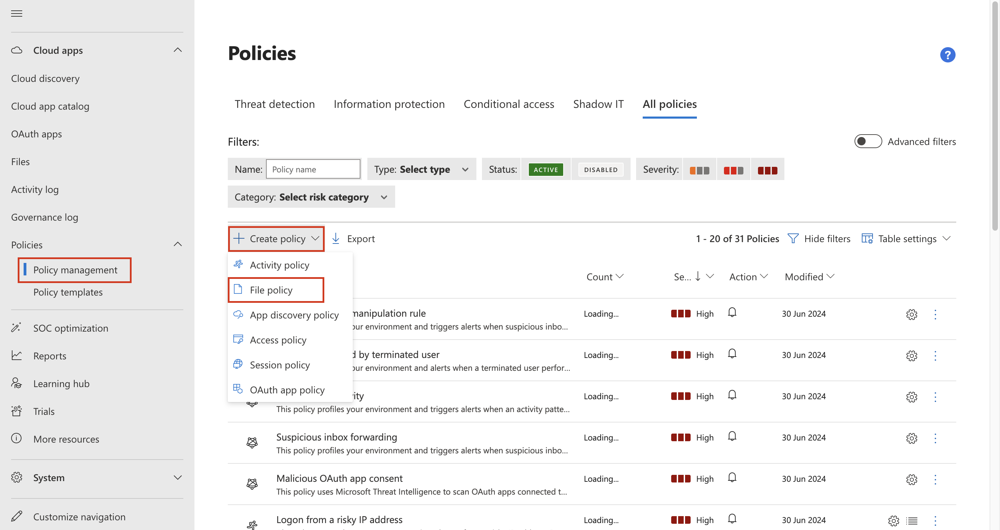 Cloud apps
Cloud discovery
Cloud app catalog
OAuth apps
Files
Activity log
Governance log
Policies
Policy management
Policy templates
SOC optimization
Reports
Learning hub
Trials
More resources
System
Customize navigation
Policies
?
Threat detection Information protection Conditional access Shadow IT All policies
Filters:
Advanced filters
Name: Policy name Type: Select type Status: ACTIVE DISABLED Severity:
Category: Select risk category
Create policy Export 1 - 20 of 31 Policies Hide filters Table settings
Activity policy
File policy
App discovery policy
Access policy
Session policy
OAuth app policy
Count Se... Action Modified
manipulation rule Loading... High 30 Jun 2024
our environment and triggers alerts when suspicious inbo...
d by terminated user Loading... High 30 Jun 2024
our environment and alerts when a terminated user perfor...
ity Loading... High 30 Jun 2024
This policy profiles your environment and triggers alerts when an activity patte...
Suspicious inbox forwarding Loading... High 30 Jun 2024
This policy profiles your environment and triggers alerts when suspicious inbo...
Malicious OAuth app consent Loading... High 30 Jun 2024
This policy uses Microsoft Threat Intelligence to scan OAuth apps connected t...
Logon from a risky IP address Loading... High 30 Jun 2024